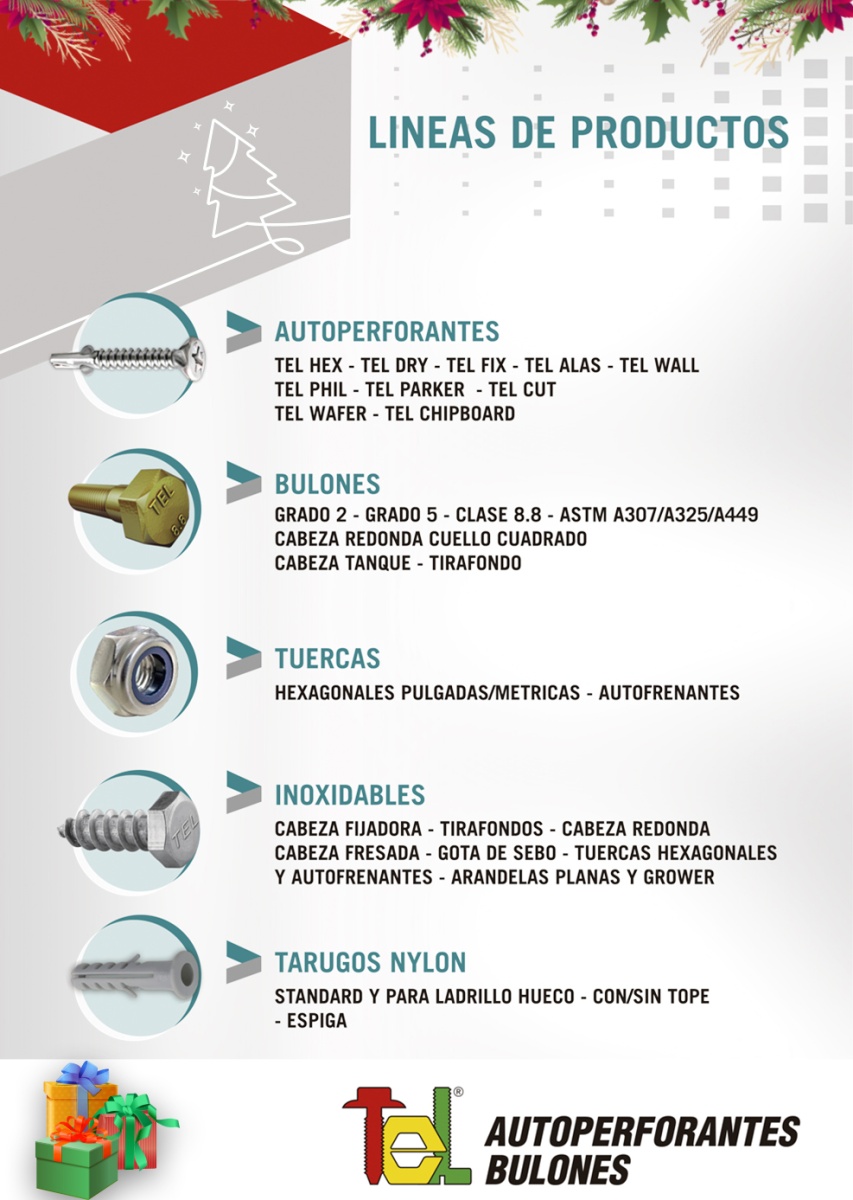 LINEAS DE PRODUCTOS
AUTOPERFORANTES
TEL HEX - TEL DRY - TEL FIX - TEL ALAS - TEL WALL
TEL PHIL - TEL PARKER - TEL CUT
TEL WAFER - TEL CHIPBOARD
TEL
8.8
BULONES
GRADO 2 - GRADO 5 - CLASE 8.8 - ASTM A307/A325/A449
CABEZA REDONDA CUELLO CUADRADO
CABEZA TANQUE - TIRAFONDO
TUERCAS
HEXAGONALES PULGADAS/METRICAS - AUTOFRENANTES
TEL
INOXIDABLES
CABEZA FIJADORA - TIRAFONDOS - CABEZA REDONDA
CABEZA FRESADA - GOTA DE SEBO - TUERCAS HEXAGONALES
Y AUTOFRENANTES - ARANDELAS PLANAS Y GROWER
TARUGOS NYLON
STANDARD Y PARA LADRILLO HUECO - CON/SIN TOPE
- ESPIGA
TeL®
AUTOPERFORANTES
BULONES